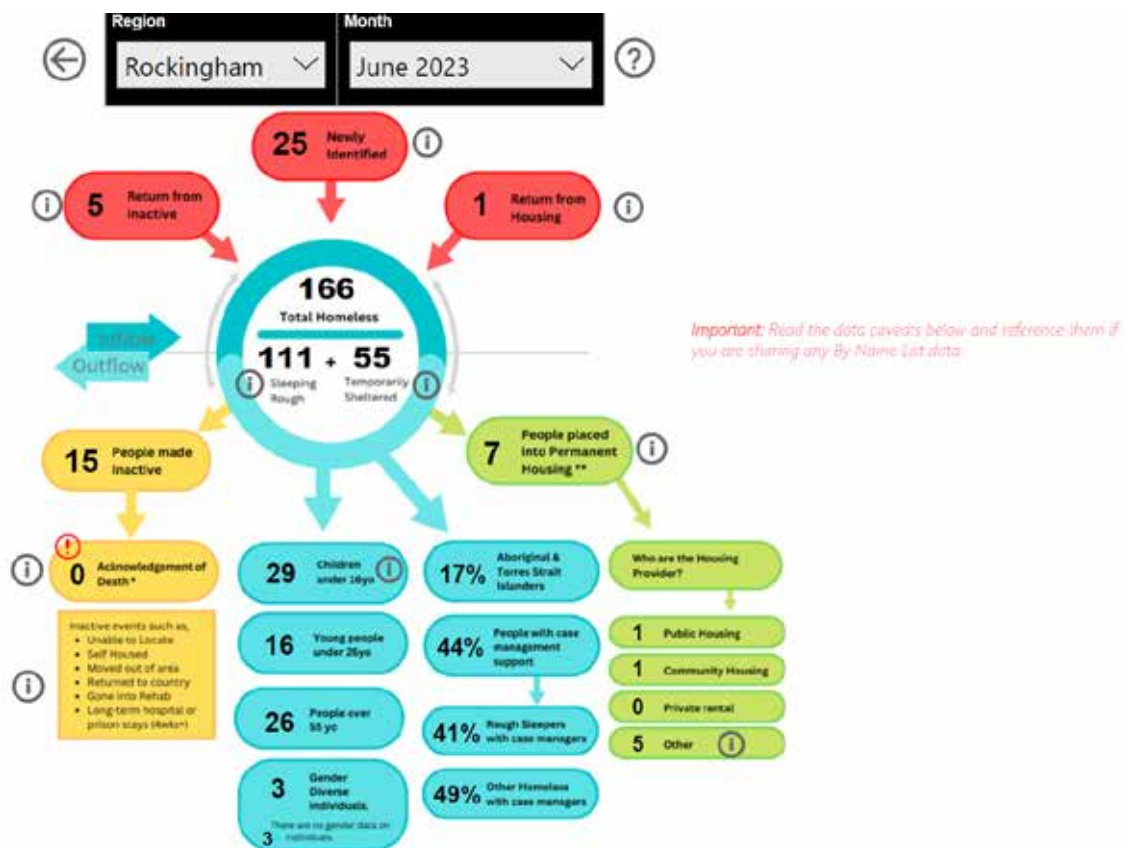 Region
Month
Rockingham
June 2023
?
25 Newly
Identified
i
i
5 Return from
Inactive
1 Return from
Housing
i
166
Total Homeless
111 + 55
i
Sleeping
Rough
Temporarily
Sheltered
i
Inflow
Outflow
Important: Read the data caveats below and reference them if
you are sharing any By Name List data
15 People made
Inactive
7 People placed
into Permanent
Housing **
i
i
!
0 Acknowledgement of
Death *
29 Children
under 16yo
i
17% Aboriginal &
Torres Strait
Islanders
Who are the Housing
Provider?
i
Inactive events such as,
• Unable to Locate
• Self Housed
• Moved out of area
• Returned to country
• Gone into Rehab
• Long-term hospital or
prison stays (4wks+)
16 Young people
under 25yo
44% People with case
management
support
1 Public Housing
1 Community Housing
0 Private rental
5 Other
i
26 People over
55 yo
41% Rough Sleepers
with case managers
3 Gender
Diverse
Individuals.
There are no gender data on
3 individuals.
49% Other Homeless
with case managers